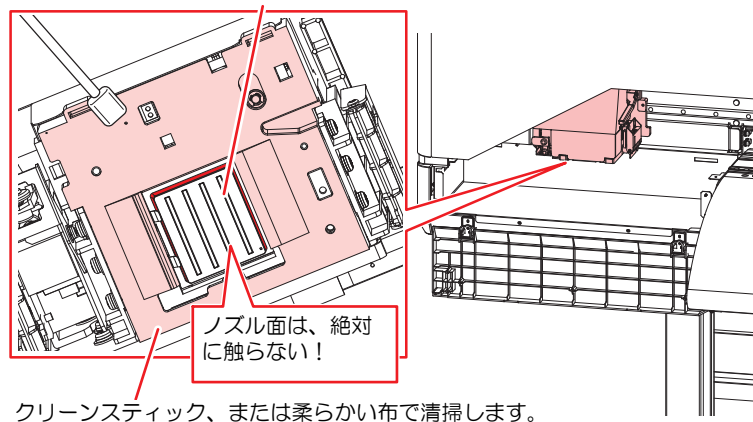 ノズル面は、絶対
に触らない！
クリーンスティック、または柔らかい布で清掃します。